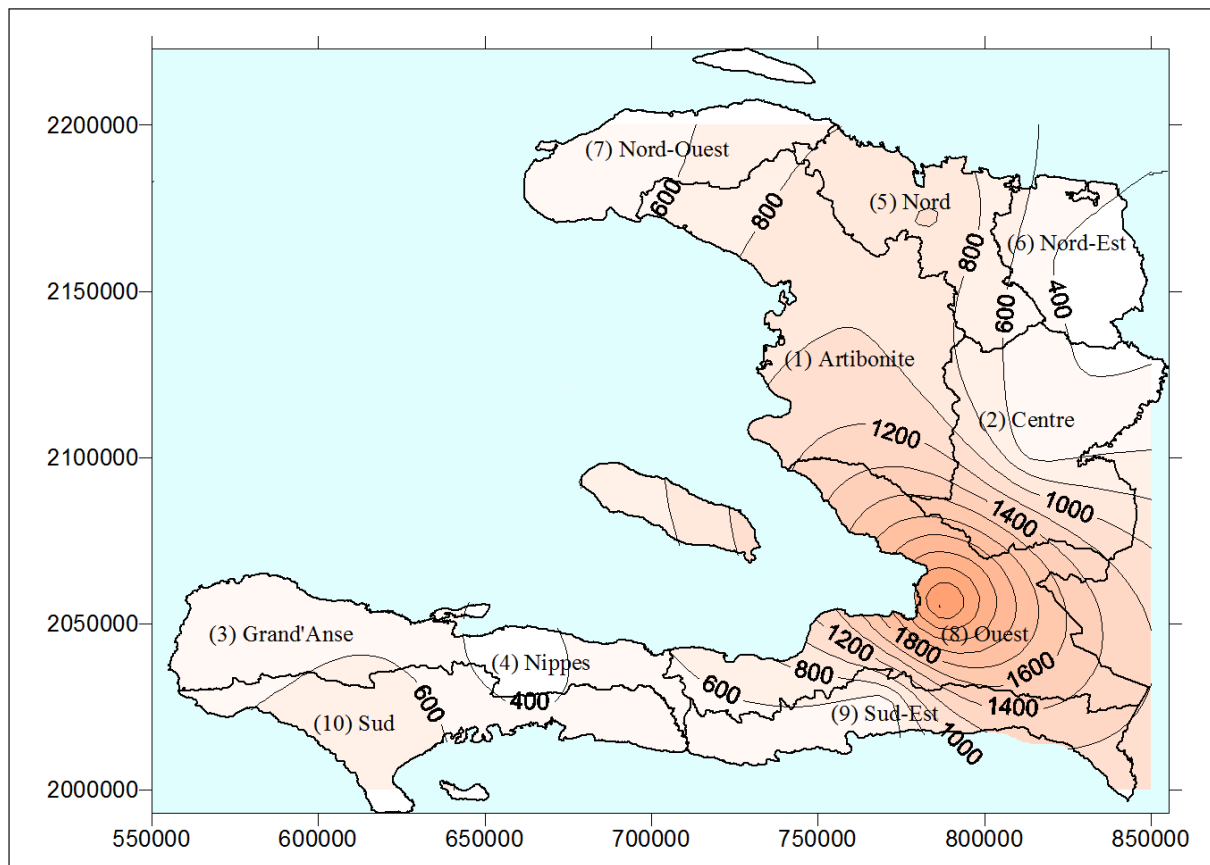 2200000
(7) Nord-Ouest
600
800
(5) Nord
800
(6) Nord-Est
2150000
400
600
(1) Artibonite
(2) Centre
1200
2100000
1000
1400
2050000
(3) Grand'Anse
(4) Nippes
1200
1800
(8) Ouest
800
1600
600
600
400
1400
(10) Sud
(9) Sud-Est
1000
2000000
550000 600000 650000 700000 750000 800000 850000